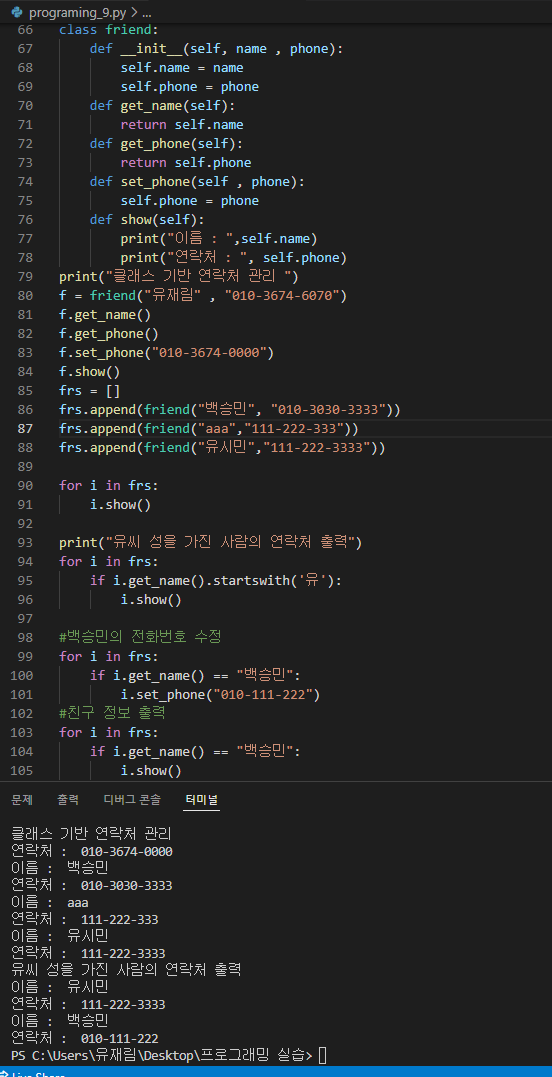 programing_9.py > ...
66 class friend:
67 def __init__(self, name , phone):
68 self.name = name
69 self.phone = phone
70 def get_name(self):
71 return self.name
72 def get_phone(self):
73 return self.phone
74 def set_phone(self , phone):
75 self.phone = phone
76 def show(self):
77 print("이름 : ",self.name)
78 print("연락처 : ", self.phone)
79 print("클래스 기반 연락처 관리 ")
80 f = friend("유재림" , "010-3674-6070")
81 f.get_name()
82 f.get_phone()
83 f.set_phone("010-3674-0000")
84 f.show()
85 frs = []
86 frs.append(friend("백승민", "010-3030-3333"))
87 frs.append(friend("aaa","111-222-333"))
88 frs.append(friend("유시민","111-222-3333"))
89
90 for i in frs:
91 i.show()
92
93 print("유씨 성을 가진 사람의 연락처 출력")
94 for i in frs:
95 if i.get_name().startswith('유'):
96 i.show()
97
98 #백승민의 전화번호 수정
99 for i in frs:
100 if i.get_name() == "백승민":
101 i.set_phone("010-111-222")
102 #친구 정보 출력
103 for i in frs:
104 if i.get_name() == "백승민":
105 i.show()
문제 출력 디버그 콘솔 터미널
클래스 기반 연락처 관리
연락처 : 010-3674-0000
이름 : 백승민
연락처 : 010-3030-3333
이름 : aaa
연락처 : 111-222-333
이름 : 유시민
연락처 : 111-222-3333
유씨 성을 가진 사람의 연락처 출력
이름 : 유시민
연락처 : 111-222-3333
이름 : 백승민
연락처 : 010-111-222
PS C:\Users\유재림\Desktop\프로그래밍 실습>
Live Share